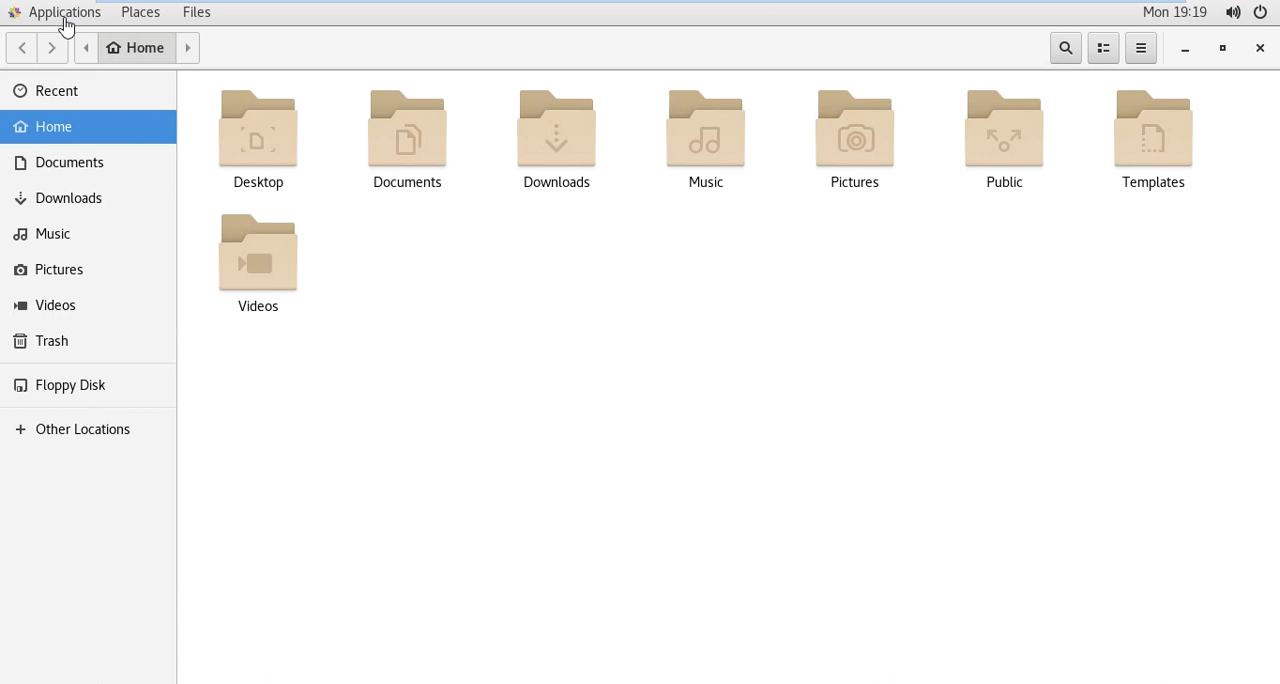 Applications Places Files Mon 19:19
Home
Recent
Home
Documents
Downloads
Music
Pictures
Videos
Trash
Floppy Disk
Other Locations
Desktop Documents Downloads Music Pictures Public Templates
Videos